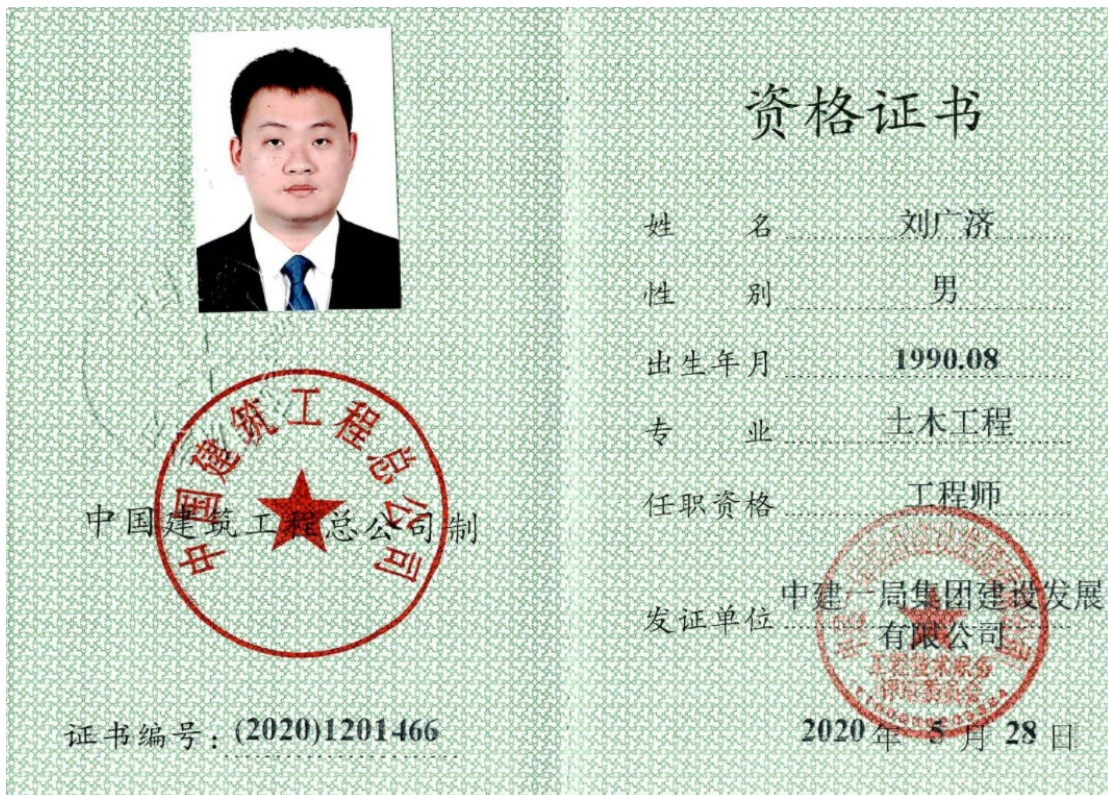 中国建筑工程总公司
中国建筑工程总公司制
证书编号：(2020)1201466
资格证书
姓 名 刘广济
性 别 男
出生年月 1990.08
专 业 土木工程
任职资格 工程师
发证单位 中建一局集团建设发展
有限公司
工程技术职务
评审委员会
2020 年 5 月 28 日